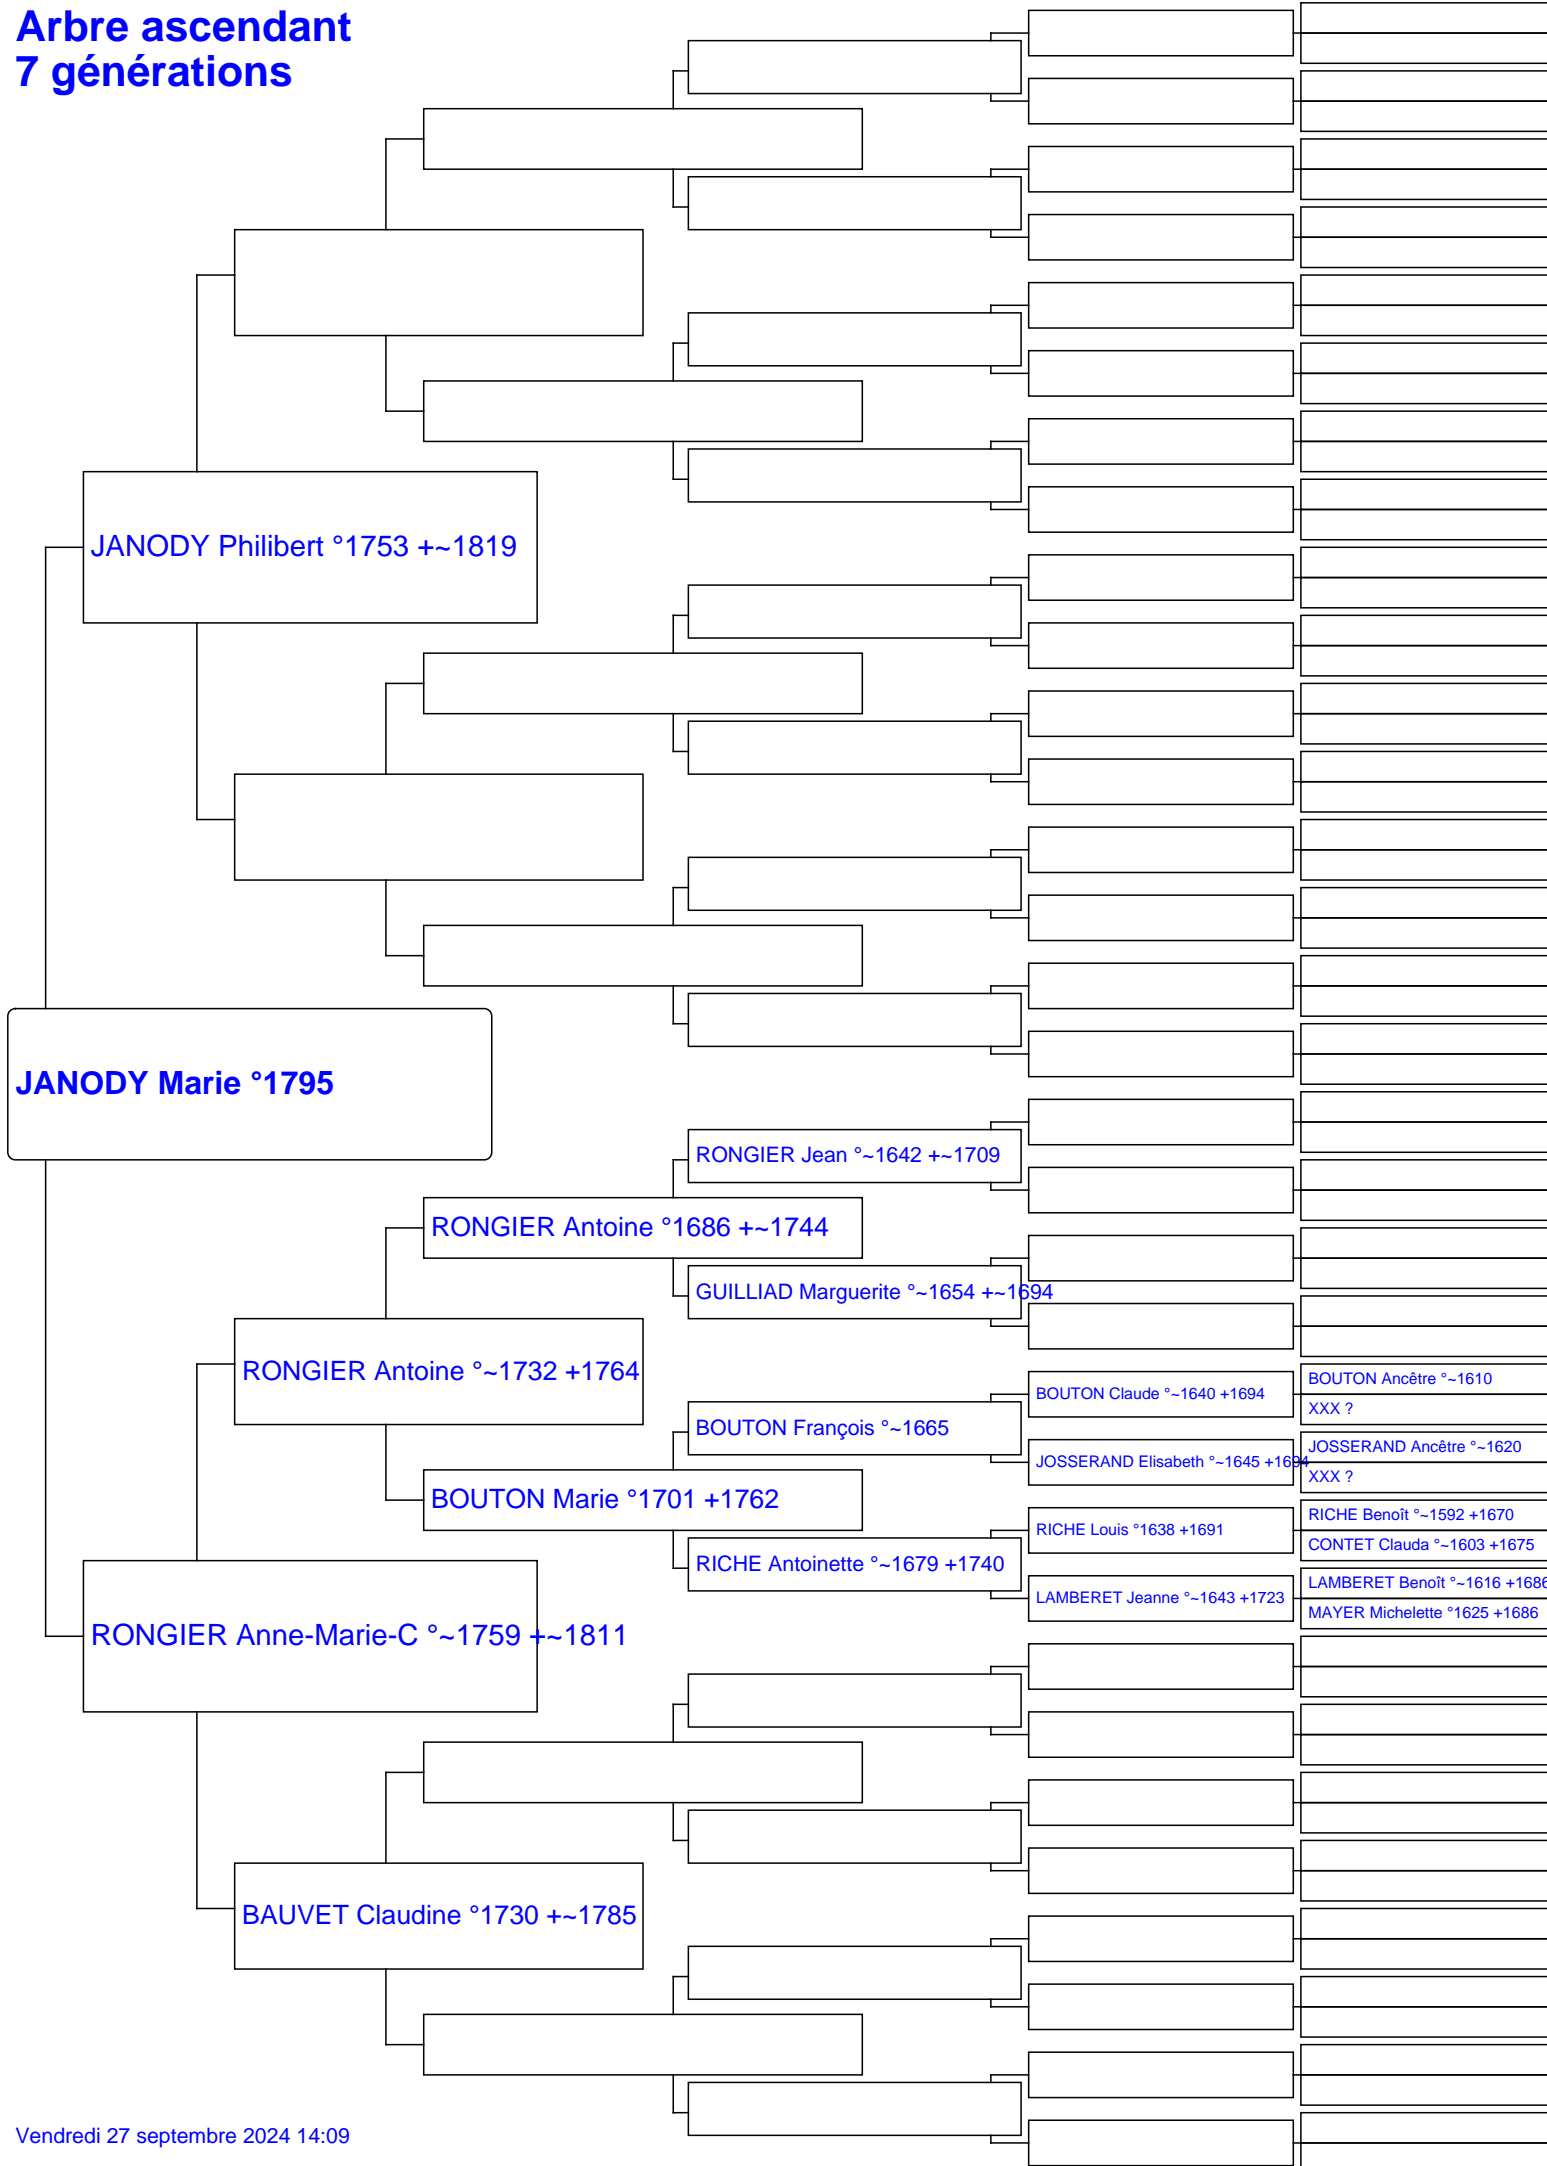 Arbre ascendant
7 générations
JANODY Philibert °1753 +~1819
JANODY Marie °1795
RONGIER Jean °~1642 +~1709
RONGIER Antoine °1686 +~1744
GUILLIAD Marguerite °~1654 +~1694
RONGIER Antoine °~1732 +1764
BOUTON Claude °~1640 +1694
BOUTON Ancêtre °~1610
XXX ?
BOUTON François °~1665
JOSSERAND Elisabeth °~1645 +1694
JOSSERAND Ancêtre °~1620
XXX ?
BOUTON Marie °1701 +1762
RICHE Louis °1638 +1691
RICHE Benoît °~1592 +1670
CONTET Clauda °~1603 +1675
RICHE Antoinette °~1679 +1740
LAMBERET Jeanne °~1643 +1723
LAMBERET Benoît °~1616 +1686
MAYER Michelette °1625 +1686
RONGIER Anne-Marie-C °~1759 +~1811
BAUVET Claudine °1730 +~1785
Vendredi 27 septembre 2024 14:09